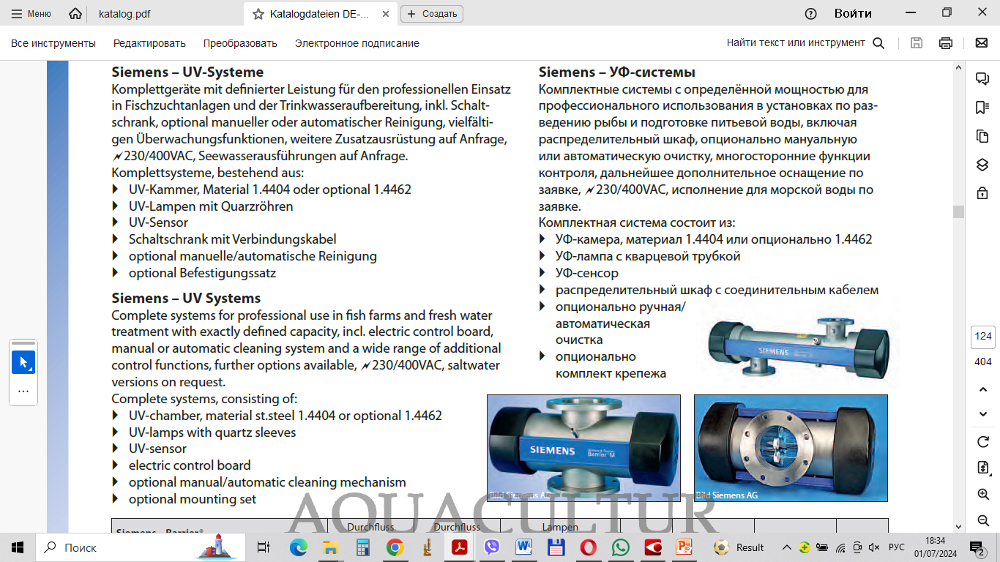 Меню
katalog.pdf
Katalogdateien DE-...
Создать
Войти
Все инструменты
Редактировать
Преобразовать
Электронное подписание
Найти текст или инструмент
Siemens – UV-Systeme
Komplettgeräte mit definierter Leistung für den professionellen Einsatz
in Fischzuchtanlagen und der Trinkwasseraufbereitung, inkl. Schalt-
schrank, optional manueller oder automatischer Reinigung, vielfälti-
gen Überwachungsfunktionen, weitere Zusatzausrüstung auf Anfrage,
230/400VAC, Seewasserausführungen auf Anfrage.
Komplettsysteme, bestehend aus:
UV-Kammer, Material 1.4404 oder optional 1.4462
UV-Lampen mit Quarzröhren
UV-Sensor
Schaltschrank mit Verbindungskabel
optional manuelle/automatische Reinigung
optional Befestigungssatz
Siemens – UV Systems
Complete systems for professional use in fish farms and fresh water
treatment with exactly defined capacity, incl. electric control board,
manual or automatic cleaning system and a wide range of additional
control functions, further options available, 230/400VAC, saltwater
versions on request.
Complete systems, consisting of:
UV-chamber, material st.steel 1.4404 or optional 1.4462
UV-lamps with quartz sleeves
UV-sensor
electric control board
optional manual/automatic cleaning mechanism
optional mounting set
Siemens – УФ-системы
Комплектные системы с определённой мощностью для
профессионального использования в установках по раз-
ведению рыбы и подготовке питьевой воды, включая
распределительный шкаф, опционально мануальную
или автоматическую очистку, многосторонние функции
контроля, дальнейшее дополнительное оснащение по
заявке, 230/400VAC, исполнение для морской воды по
заявке.
Комплектная система состоит из:
УФ-камера, материал 1.4404 или опционально 1.4462
УФ-лампа с кварцевой трубкой
УФ-сенсор
распределительный шкаф с соединительным кабелем
опционально ручная/
автоматическая
очистка
опционально
комплект крепежа
SIEMENS
SIEMENS
Barrier M
Bild Siemens AG
Bild Siemens AG
AQUACULTUR
Siemens – Barrier®
Durchfluss
Durchfluss
Lampen
124
404
Поиск
Result
РУС
18:34
01/07/2024
2